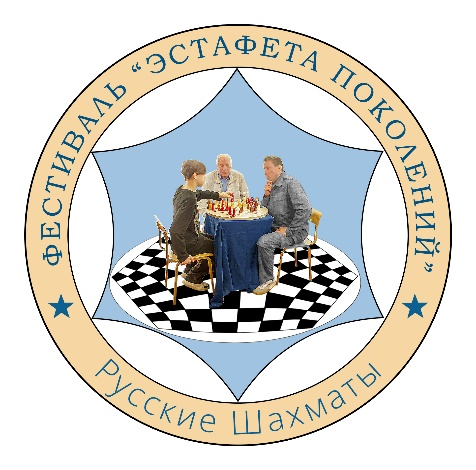 ФЕСТИВАЛЬ “ЭСТАФЕТА ПОКОЛЕНИЙ”
Русские Шахматы